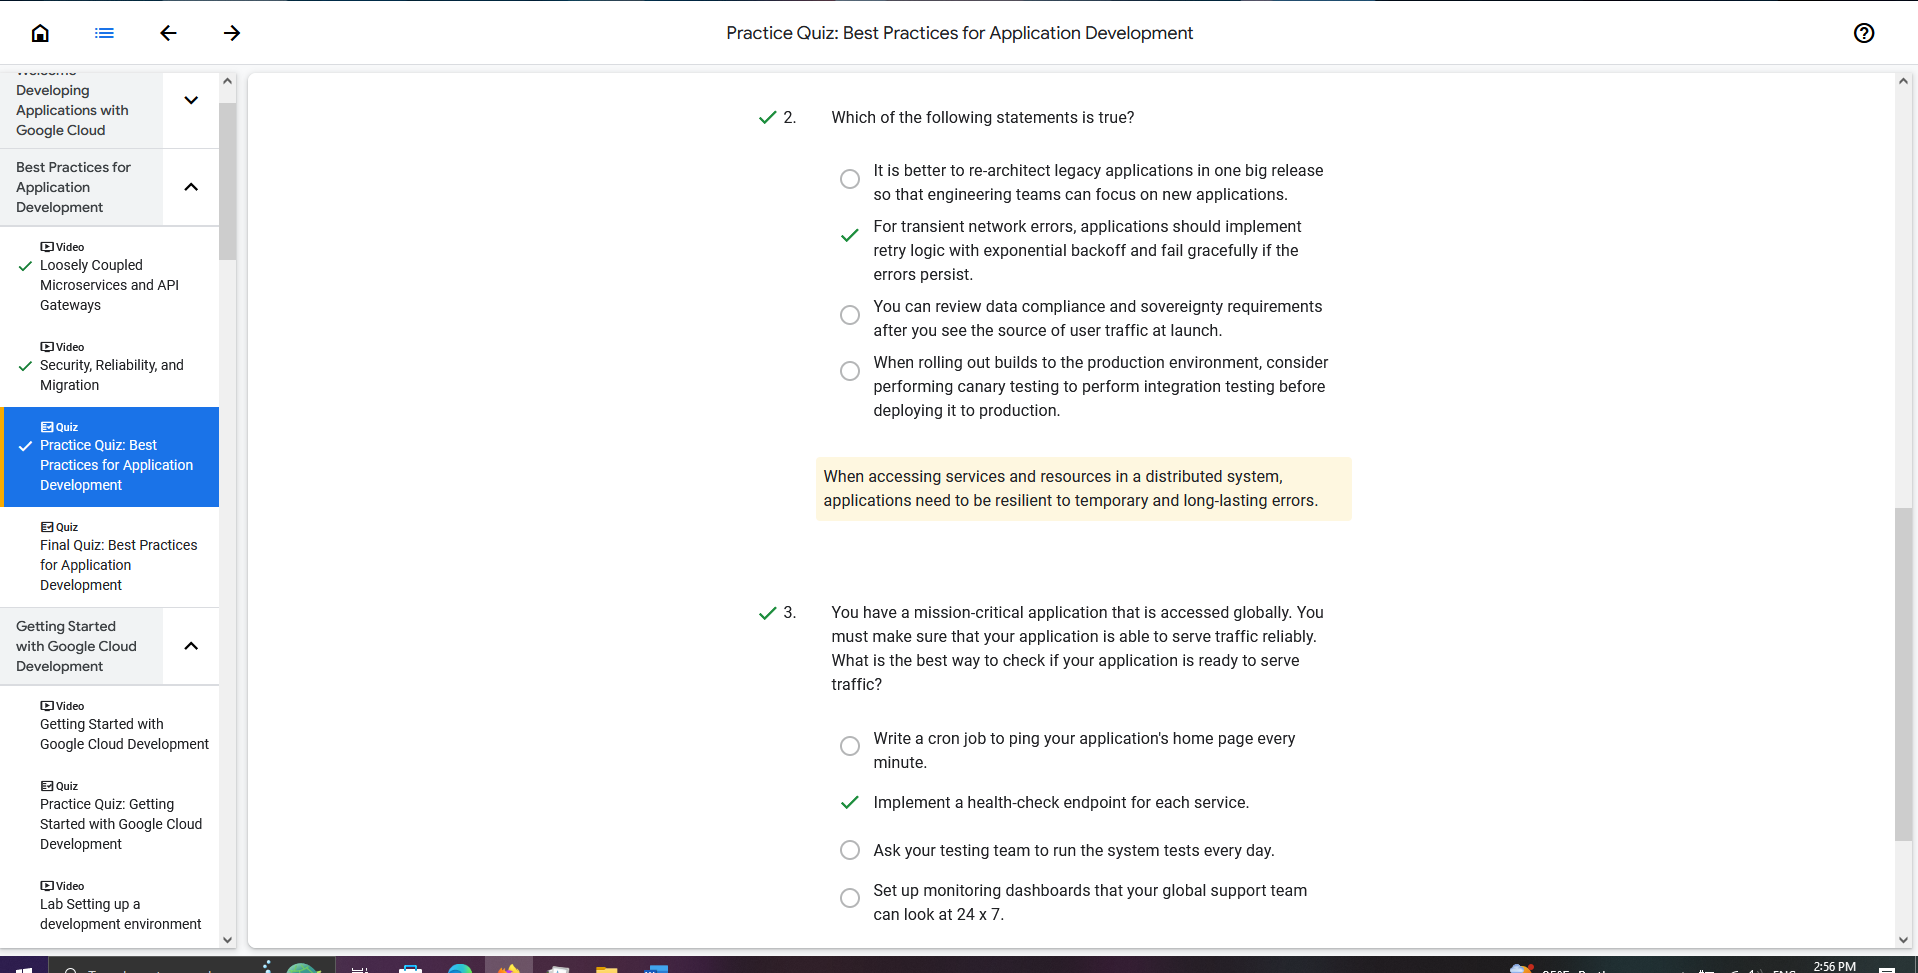 Practice Quiz: Best Practices for Application Development
Welcome
Developing
Applications with
Google Cloud
Best Practices for
Application
Development
Video
Loosely Coupled
Microservices and API
Gateways
Video
Security, Reliability, and
Migration
Quiz
Practice Quiz: Best
Practices for Application
Development
Quiz
Final Quiz: Best Practices
for Application
Development
Getting Started
with Google Cloud
Development
Video
Getting Started with
Google Cloud Development
Quiz
Practice Quiz: Getting
Started with Google Cloud
Development
Video
Lab Setting up a
development environment
2. Which of the following statements is true?
It is better to re-architect legacy applications in one big release
so that engineering teams can focus on new applications.
For transient network errors, applications should implement
retry logic with exponential backoff and fail gracefully if the
errors persist.
You can review data compliance and sovereignty requirements
after you see the source of user traffic at launch.
When rolling out builds to the production environment, consider
performing canary testing to perform integration testing before
deploying it to production.
When accessing services and resources in a distributed system,
applications need to be resilient to temporary and long-lasting errors.
3. You have a mission-critical application that is accessed globally. You
must make sure that your application is able to serve traffic reliably.
What is the best way to check if your application is ready to serve
traffic?
Write a cron job to ping your application's home page every
minute.
Implement a health-check endpoint for each service.
Ask your testing team to run the system tests every day.
Set up monitoring dashboards that your global support team
can look at 24 x 7.
2:56 PM